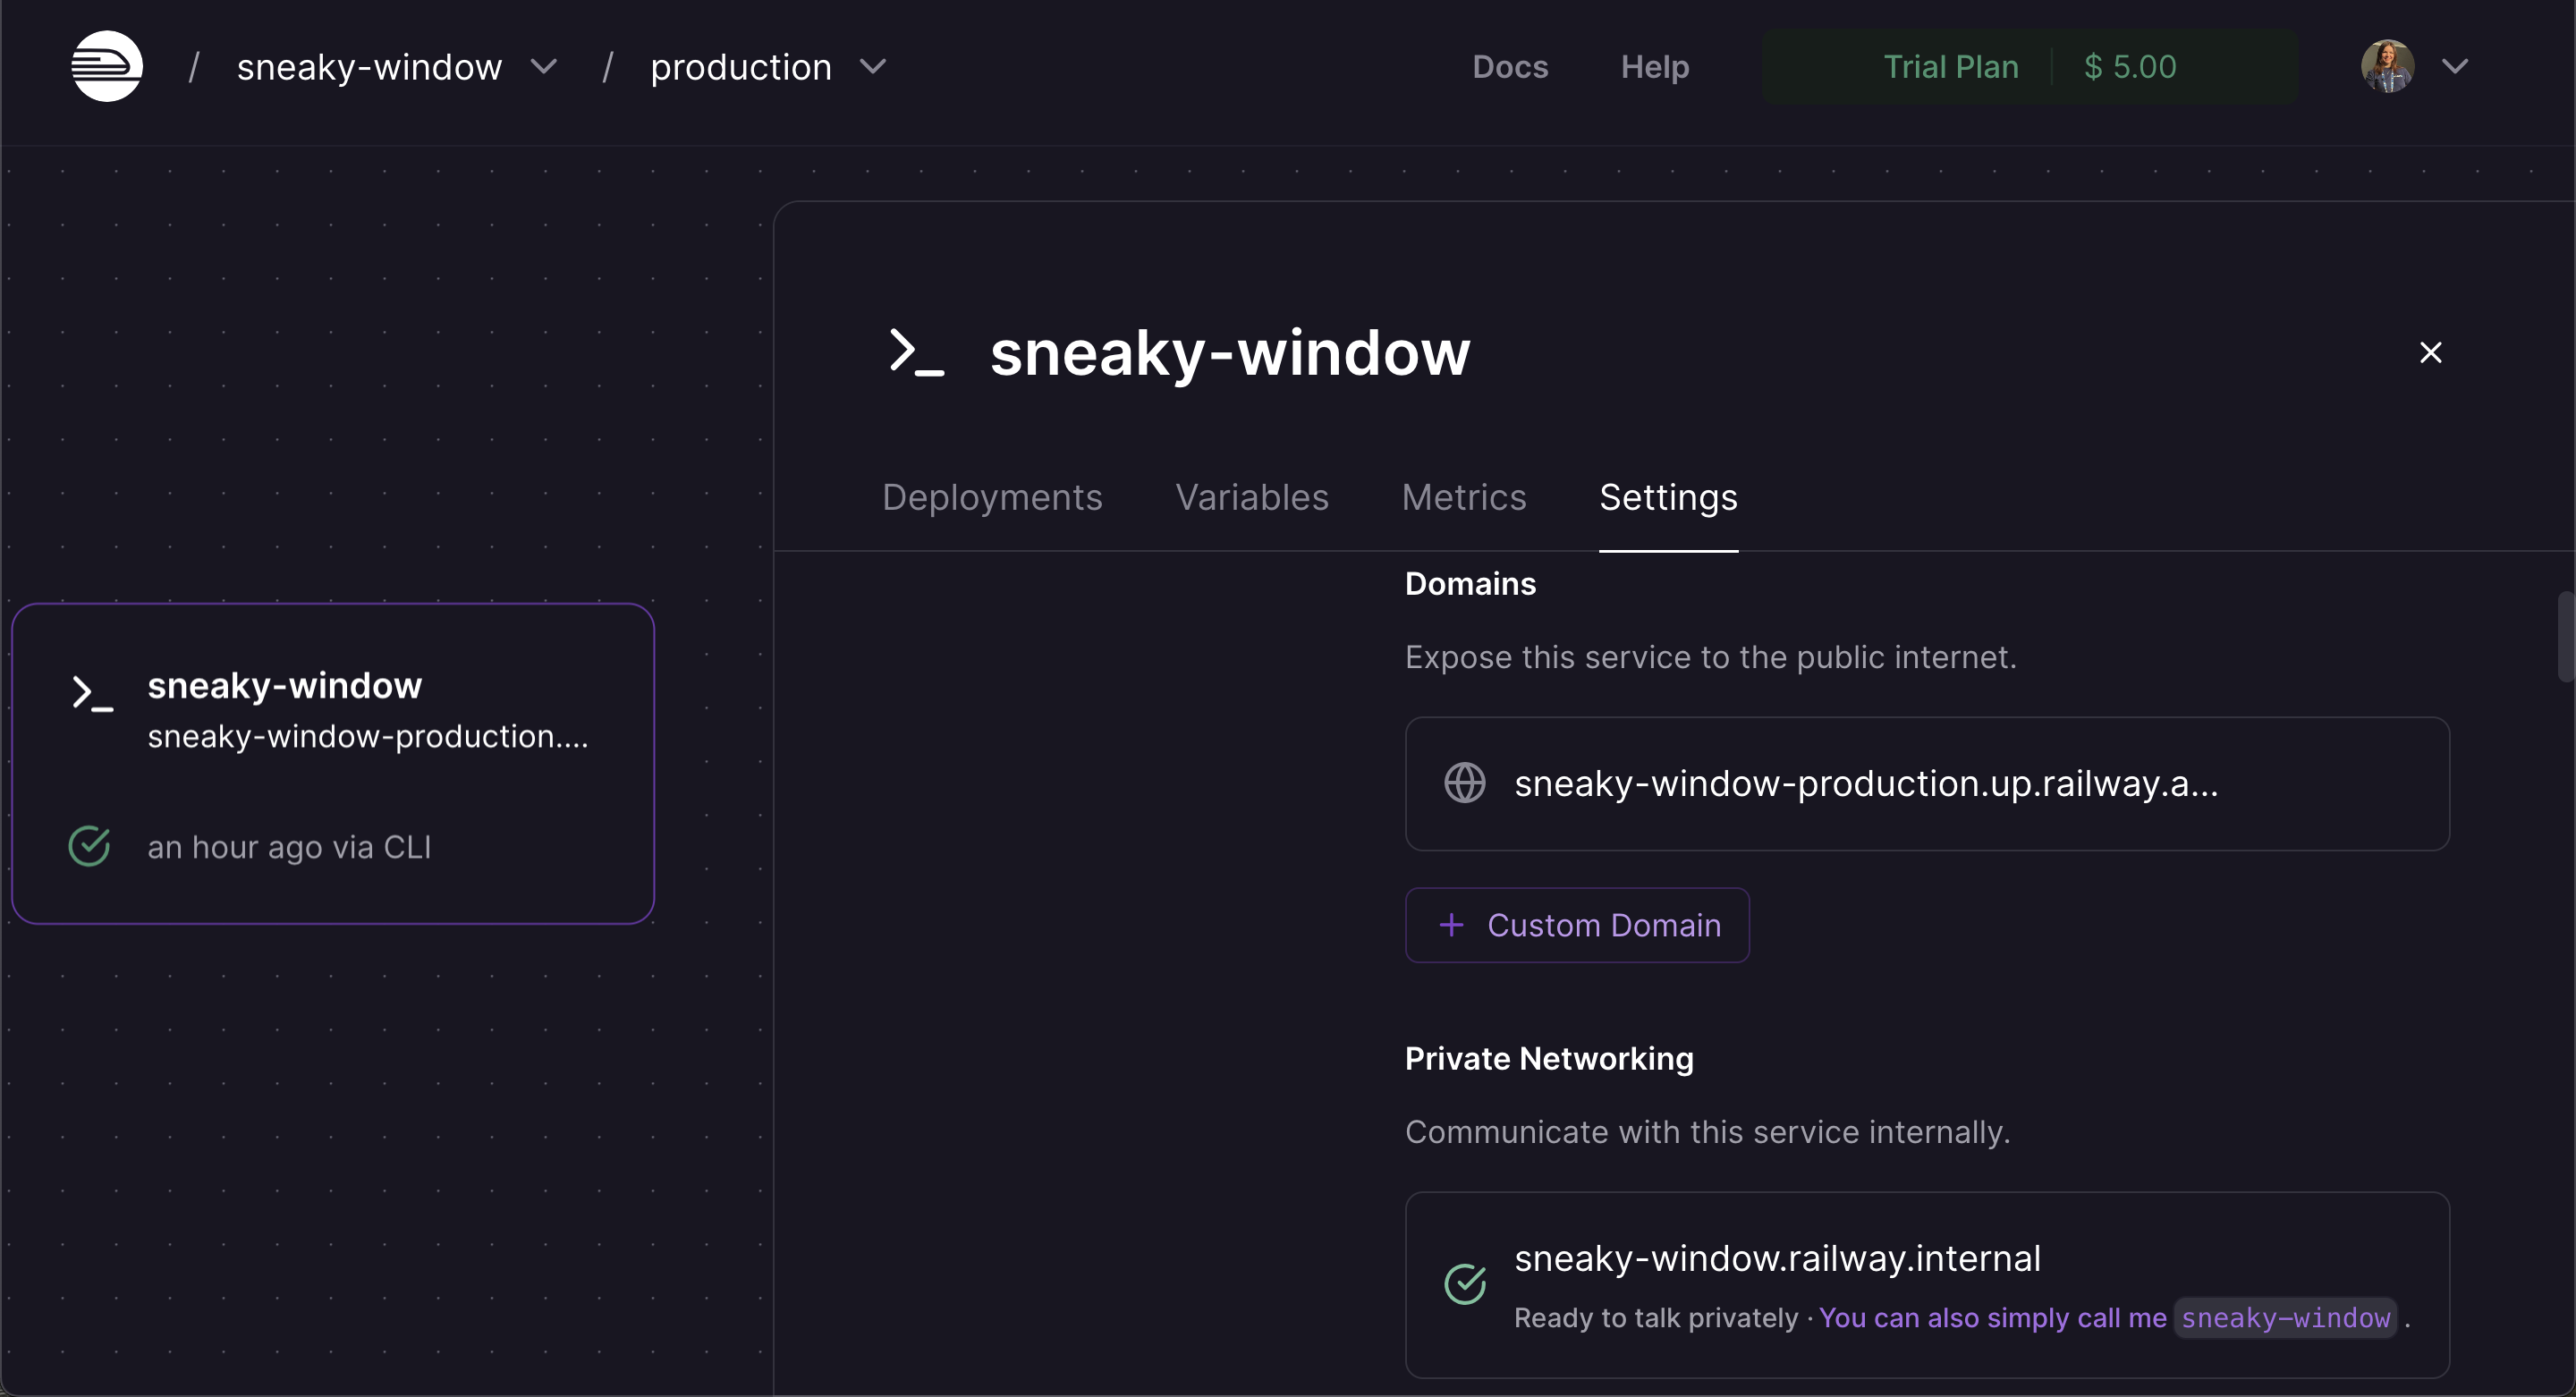 / sneaky-window / production Docs Help Trial Plan $ 5.00
sneaky-window
Deployments Variables Metrics Settings
Domains
Expose this service to the public internet.
sneaky-window-production.up.railway.a...
+ Custom Domain
Private Networking
Communicate with this service internally.
sneaky-window.railway.internal
Ready to talk privately · You can also simply call me sneaky-window .
sneaky-window
sneaky-window-production....
an hour ago via CLI